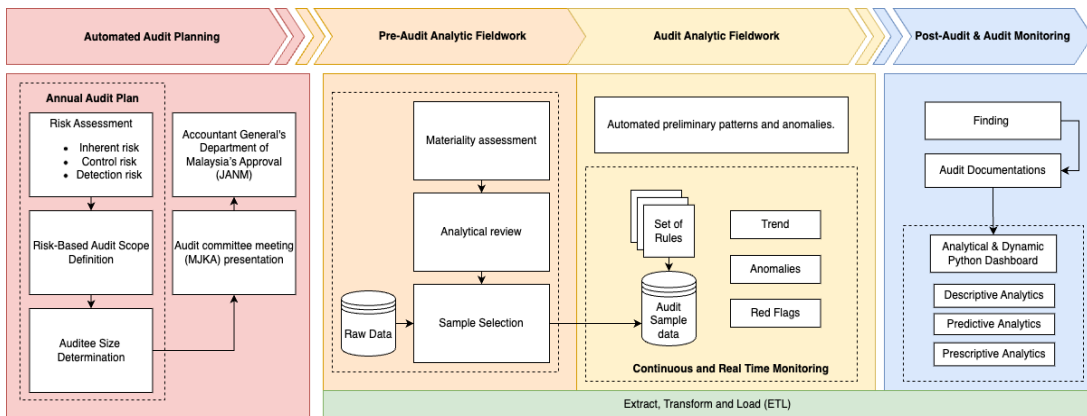 Automated Audit Planning
Pre-Audit Analytic Fieldwork
Audit Analytic Fieldwork
Post-Audit & Audit Monitoring
Annual Audit Plan
Risk Assessment
• Inherent risk
• Control risk
• Detection risk
Risk-Based Audit Scope
Definition
Auditee Size
Determination
Accountant General's
Department of
Malaysia's Approval
(JANM)
Audit committee meeting
(MJKA) presentation
Materiality assessment
Analytical review
Raw Data
Sample Selection
Automated preliminary patterns and anomalies.
Set of
Rules
Audit
Sample
data
Trend
Anomalies
Red Flags
Continuous and Real Time Monitoring
Finding
Audit Documentations
Analytical & Dynamic
Python Dashboard
Descriptive Analytics
Predictive Analytics
Prescriptive Analytics
Extract, Transform and Load (ETL)